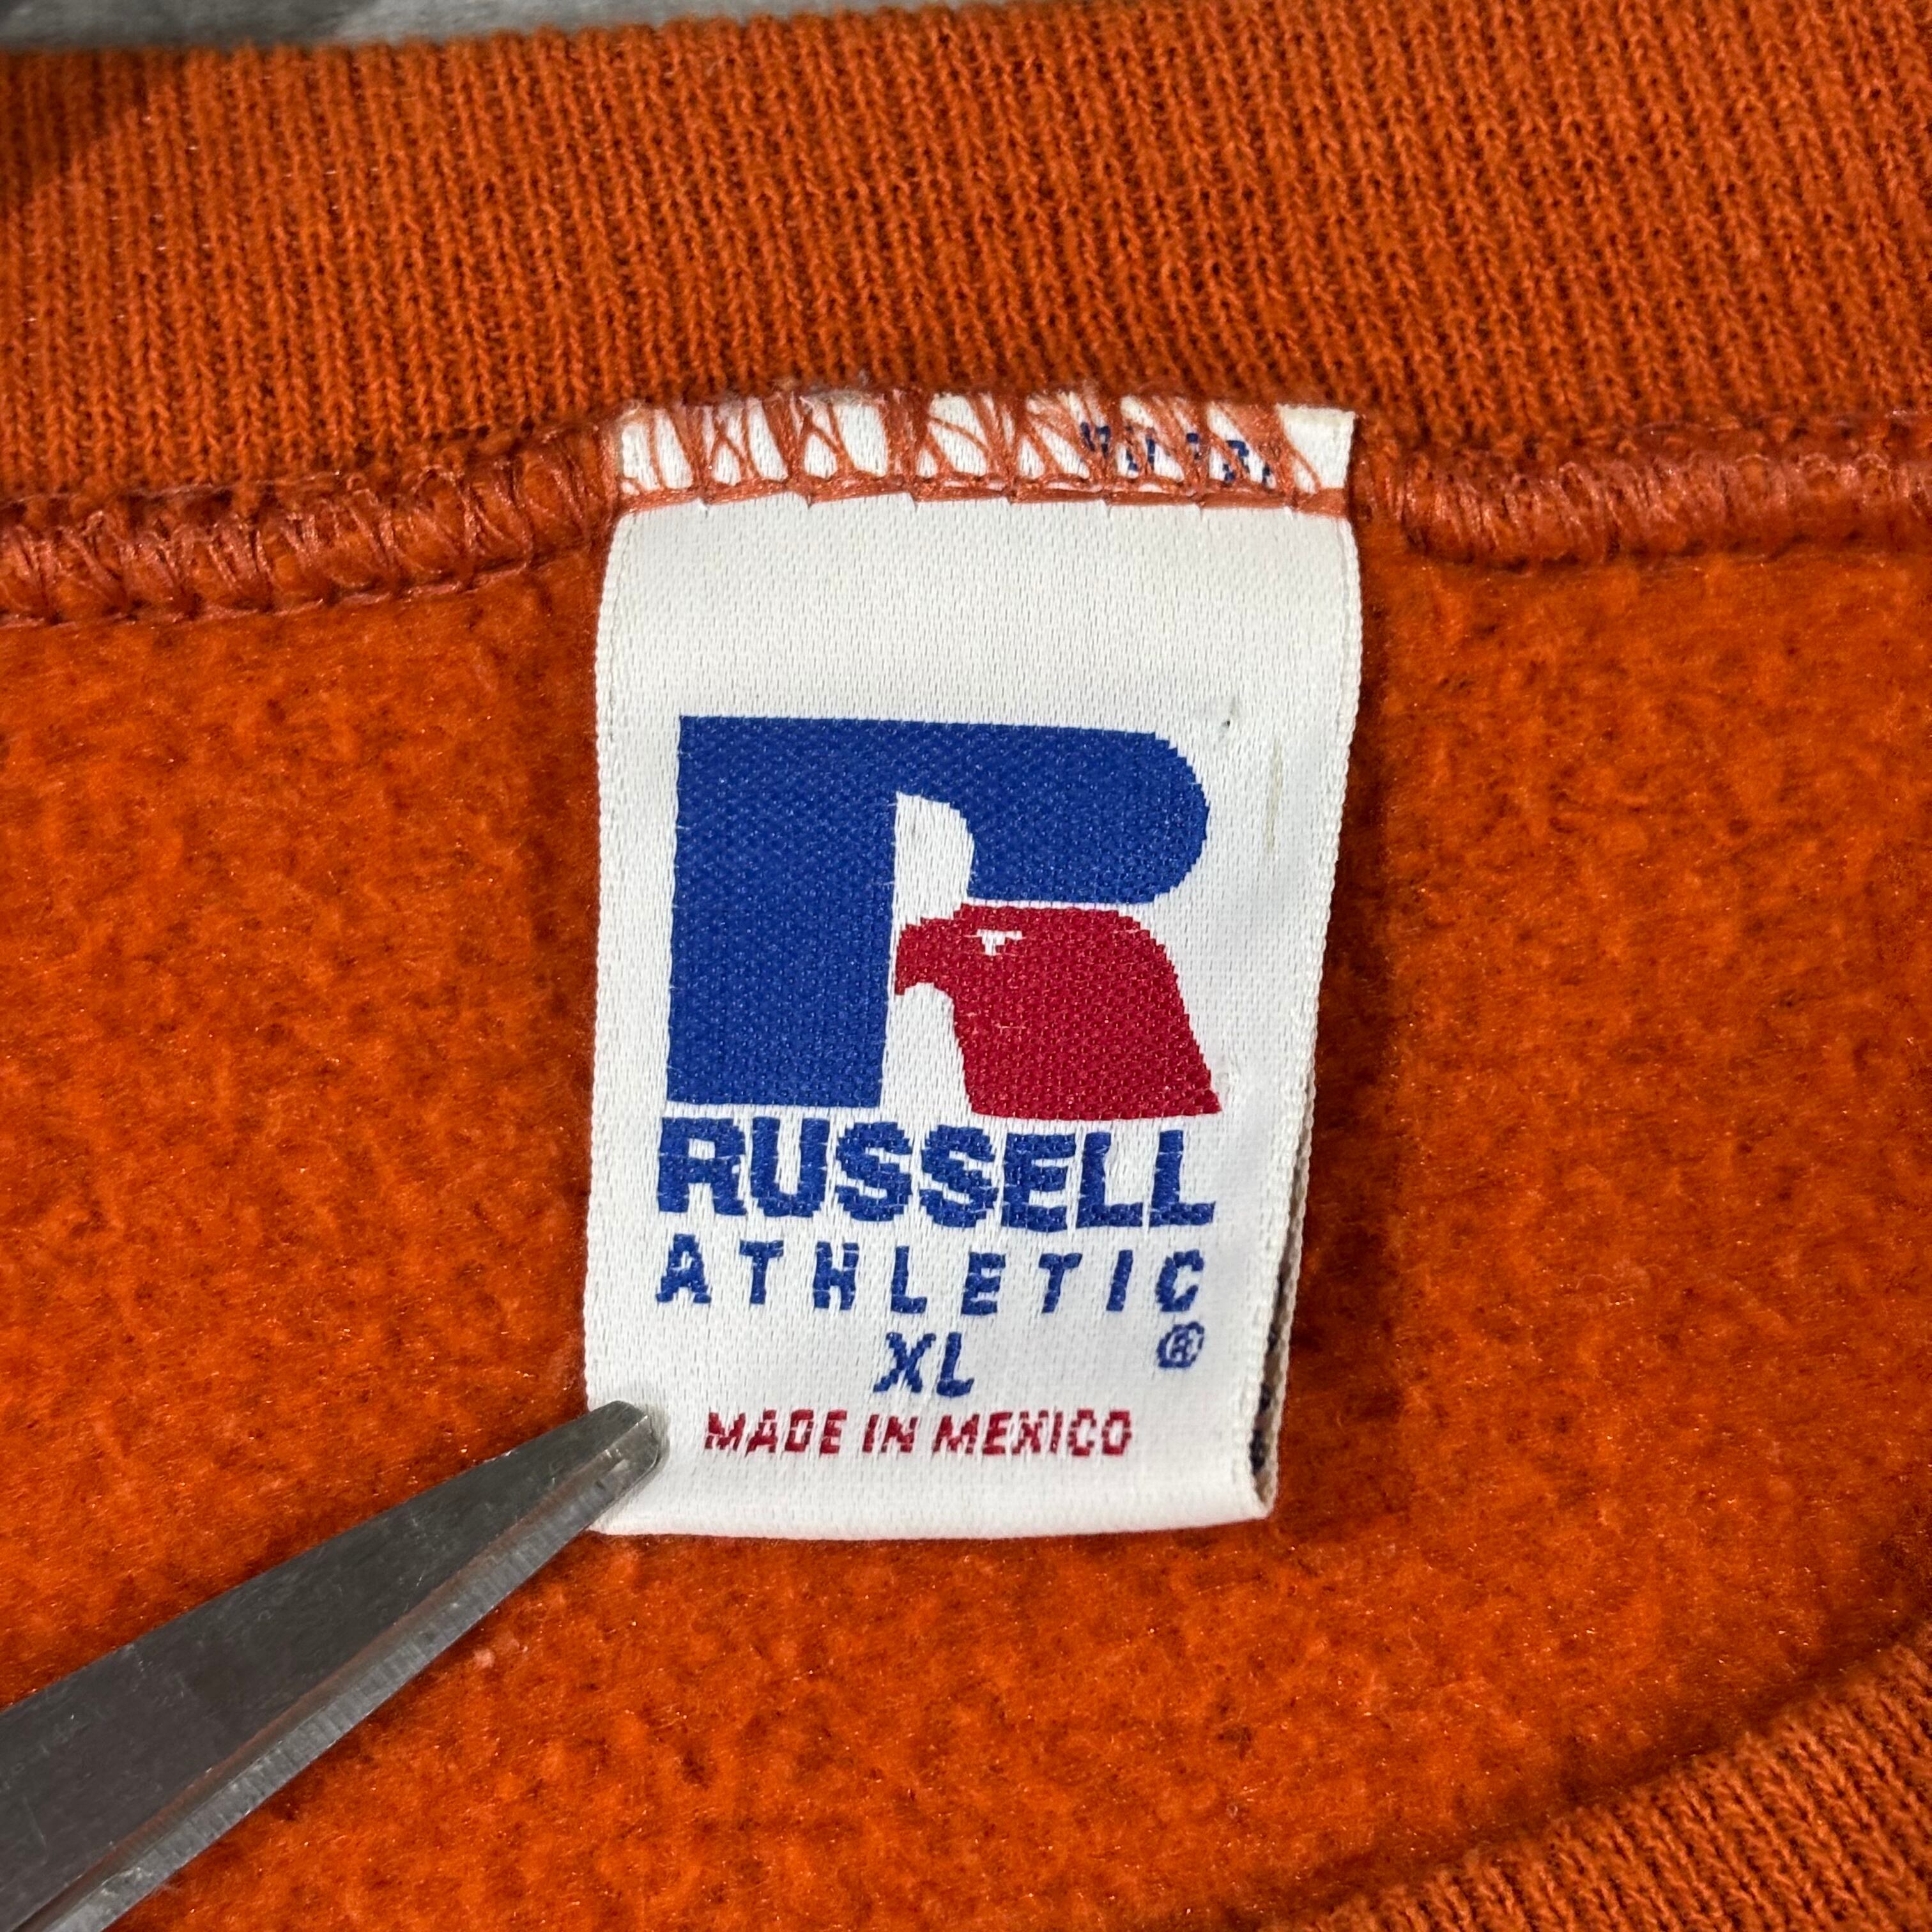 RUSSELL
ATHLETIC
XL ®
MADE IN MEXICO